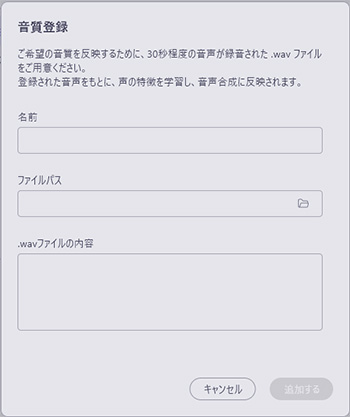 音質登録
ご希望の音質を反映するために、30秒程度の音声が録音された .wav ファイル
をご用意ください。
登録された音声をもとに、声の特徴を学習し、音声合成に反映されます。
名前
ファイルパス
.wavファイルの内容
キャンセル
追加する